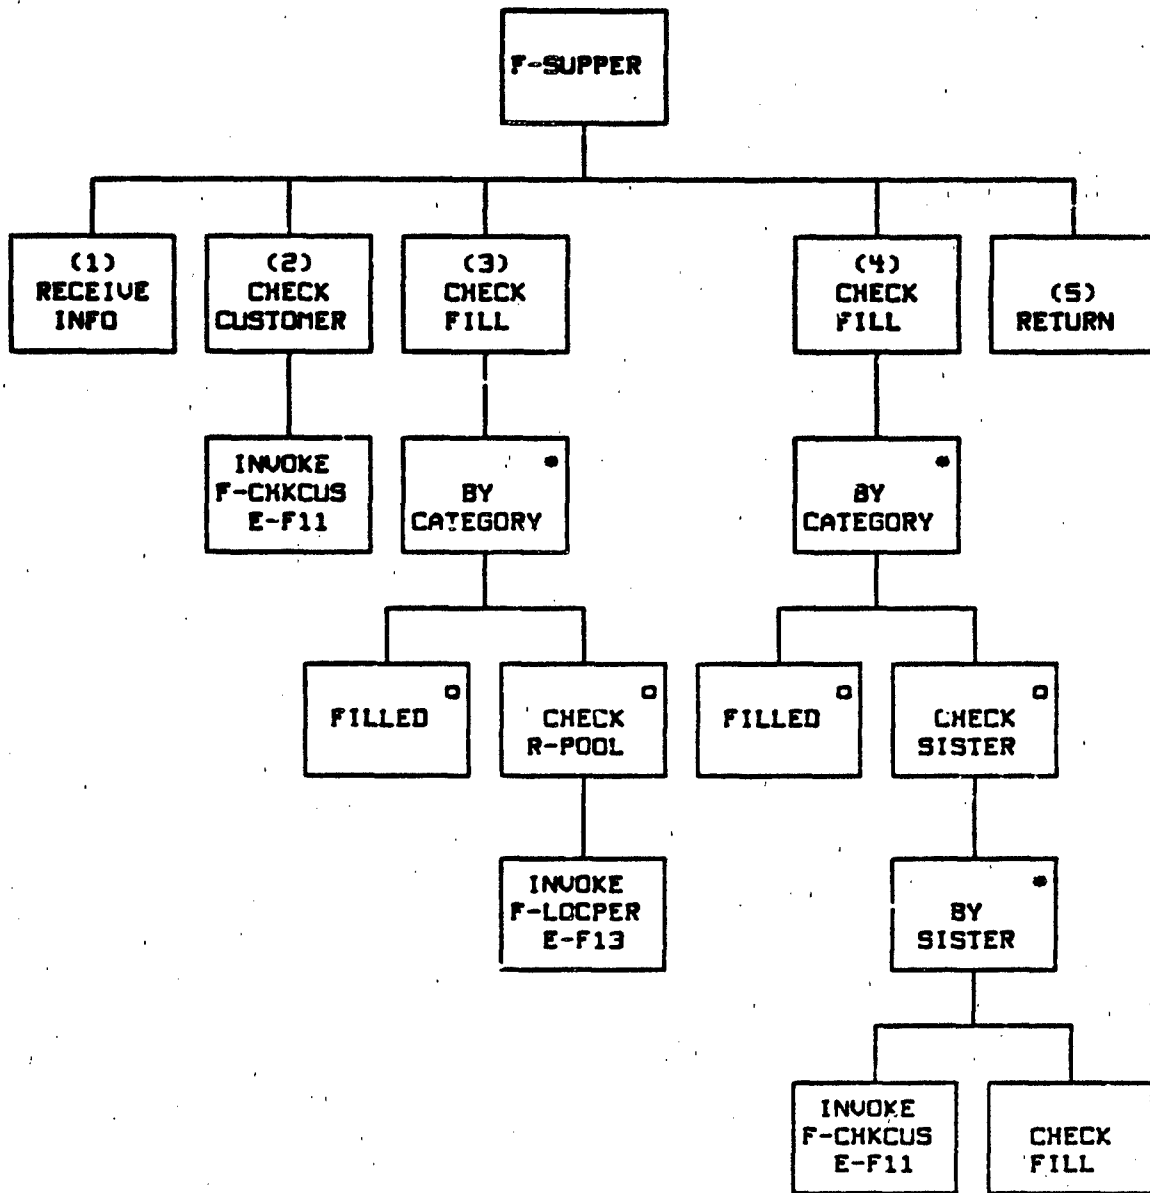 F-SUPPER
(1)
RECEIVE
INFO
(2)
CHECK
CUSTOMER
(3)
CHECK
FILL
(4)
CHECK
FILL
(5)
RETURN
INVOKE
F-CHKCUS
E-F11
*
BY
CATEGORY
*
BY
CATEGORY
FILLED
CHECK
R-POOL
FILLED
CHECK
SISTER
INVOKE
F-LOCPER
E-F13
*
BY
SISTER
INVOKE
F-CHKCUS
E-F11
CHECK
FILL